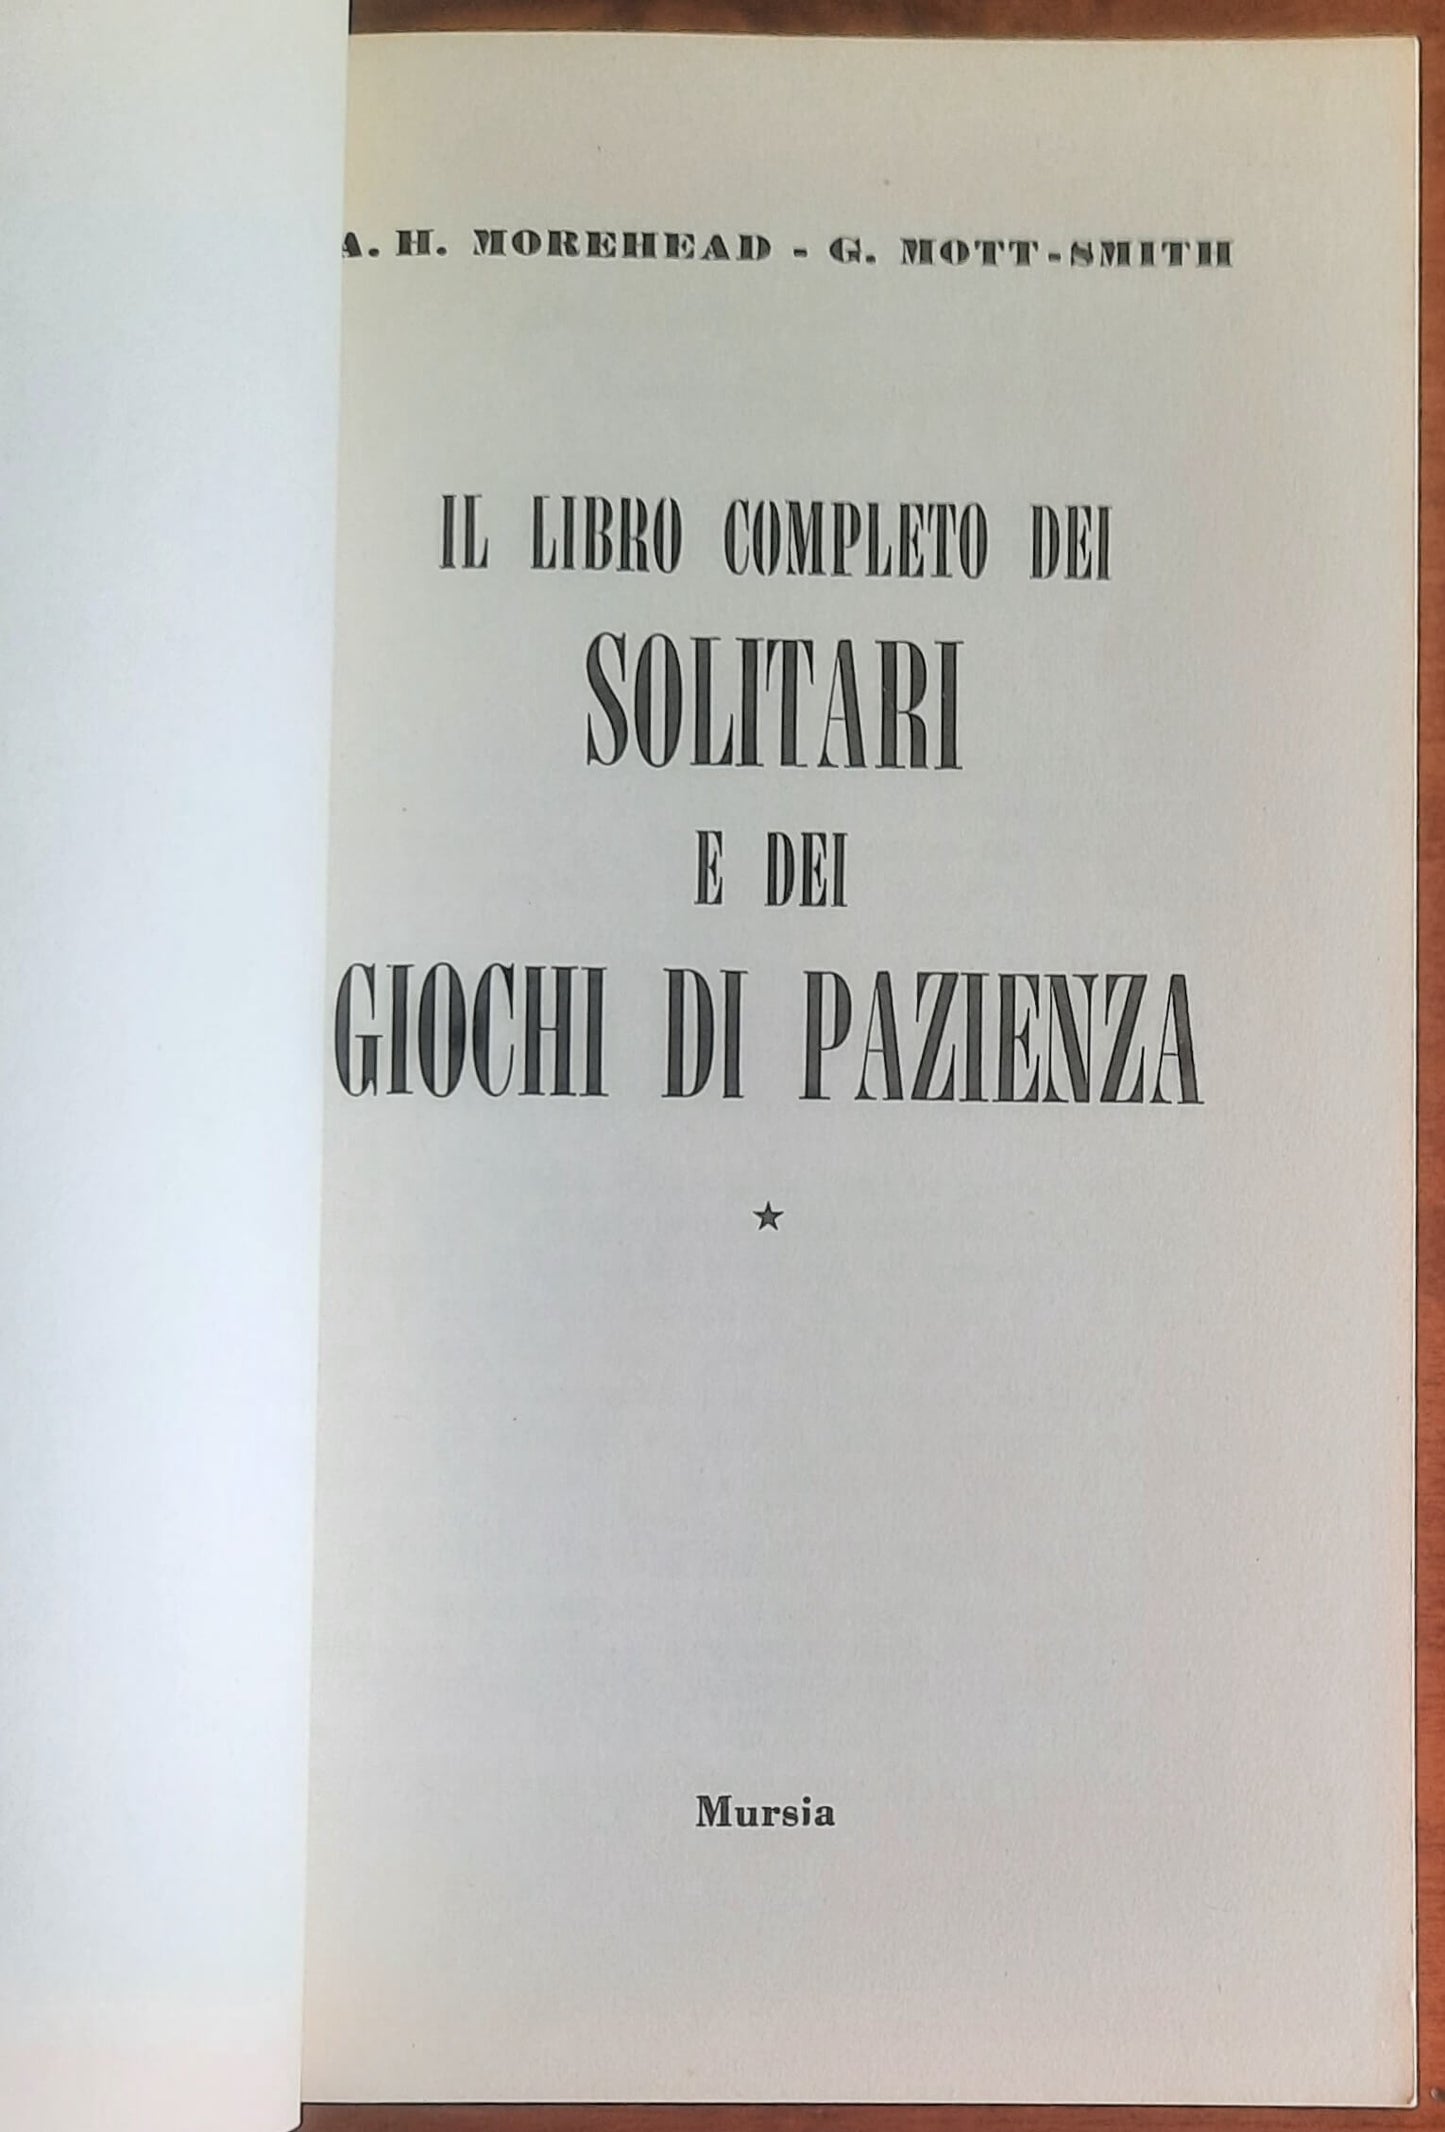 A. H. MOREHEAD - G. MOTT-SMITH
IL LIBRO COMPLETO DEI
SOLITARI
E DEI
GIOCHI DI PAZIENZA
★
Mursia